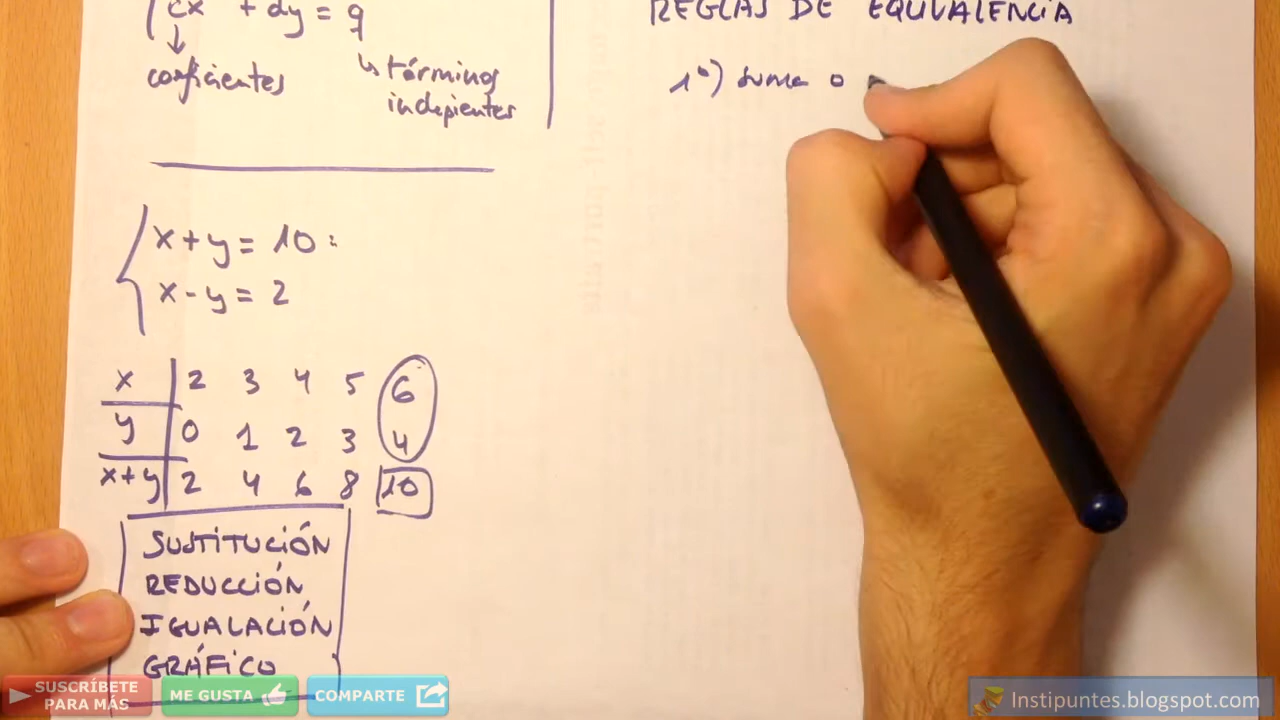 cx + dy = q
coeficientes
términos
indepientes
x + y = 10
x - y = 2
x 2 3 4 5 6
y 0 1 2 3 4
x+y 2 4 6 8 10
SUSTITUCIÓN
REDUCCIÓN
IGUALACIÓN
GRÁFICO
REGLAS DE EQUIVALENCIA
1ª) suma o
SUSCRÍBETE
PARA MÁS
ME GUSTA
COMPARTE
Instipuntes.blogspot.com